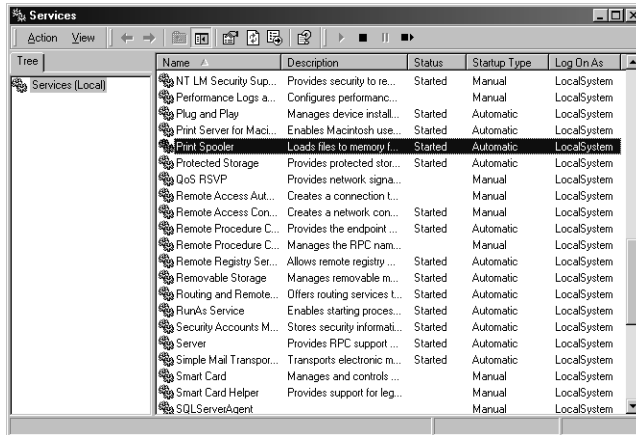 Services
Action View
Tree
Services (Local)
Name Description Status Startup Type Log On As
NT LM Security Sup... Provides security to re... Started Manual LocalSystem
Performance Logs a... Configures performanc... Manual LocalSystem
Plug and Play Manages device install... Started Automatic LocalSystem
Print Server for Maci... Enables Macintosh use... Started Automatic LocalSystem
Print Spooler Loads files to memory f... Started Automatic LocalSystem
Protected Storage Provides protected stor... Started Automatic LocalSystem
QoS RSVP Provides network signa... Manual LocalSystem
Remote Access Aut... Creates a connection t... Manual LocalSystem
Remote Access Con... Creates a network con... Started Manual LocalSystem
Remote Procedure C... Provides the endpoint ... Started Automatic LocalSystem
Remote Procedure C... Manages the RPC nam... Manual LocalSystem
Remote Registry Ser... Allows remote registry ... Started Automatic LocalSystem
Removable Storage Manages removable m... Started Automatic LocalSystem
Routing and Remote... Offers routing services t... Started Automatic LocalSystem
RunAs Service Enables starting proces... Started Automatic LocalSystem
Security Accounts M... Stores security informati... Started Automatic LocalSystem
Server Provides RPC support ... Started Automatic LocalSystem
Simple Mail Transpor... Transports electronic m... Started Automatic LocalSystem
Smart Card Manages and controls ... Manual LocalSystem
Smart Card Helper Provides support for leg... Manual LocalSystem
SQLServerAgent Manual LocalSystem